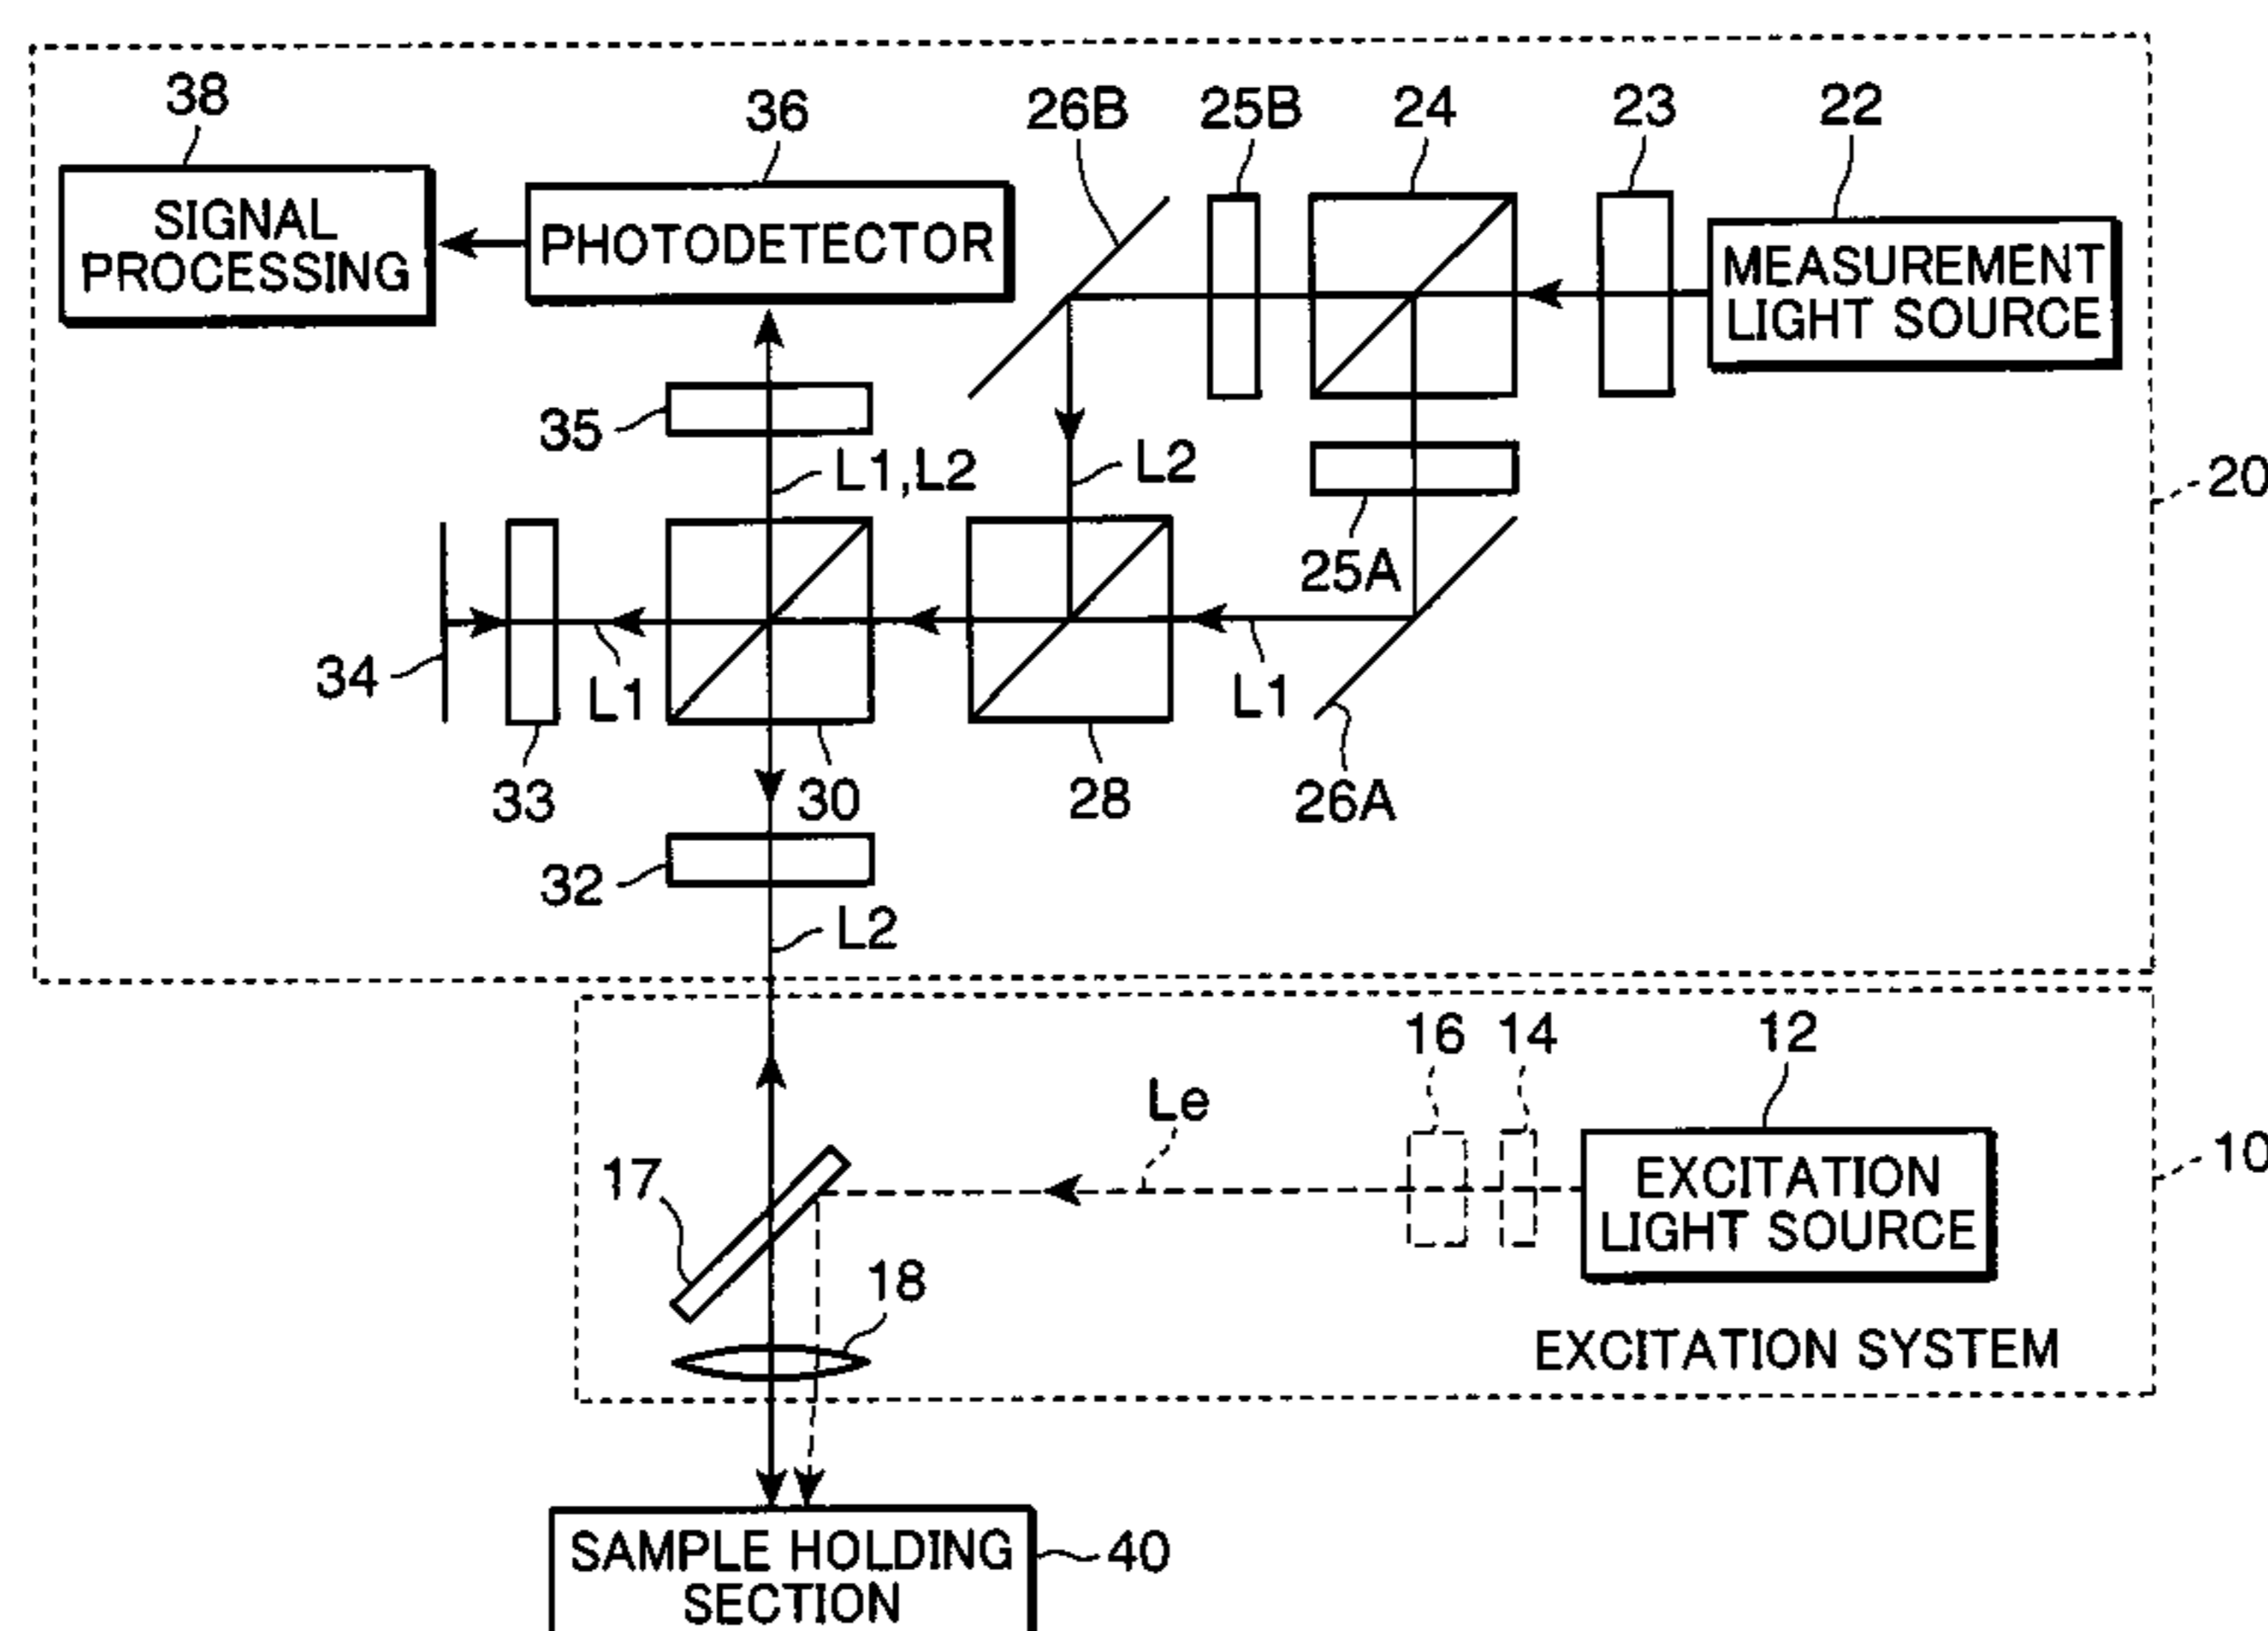 38
36
26B
25B
24
23
22
SIGNAL
PROCESSING
PHOTODETECTOR
MEASUREMENT
LIGHT SOURCE
35
L1,L2
L2
20
25A
34
L1
L1
33
30
28
26A
32
L2
16
14
12
Le
10
17
EXCITATION
LIGHT SOURCE
18
EXCITATION SYSTEM
SAMPLE HOLDING
SECTION
40